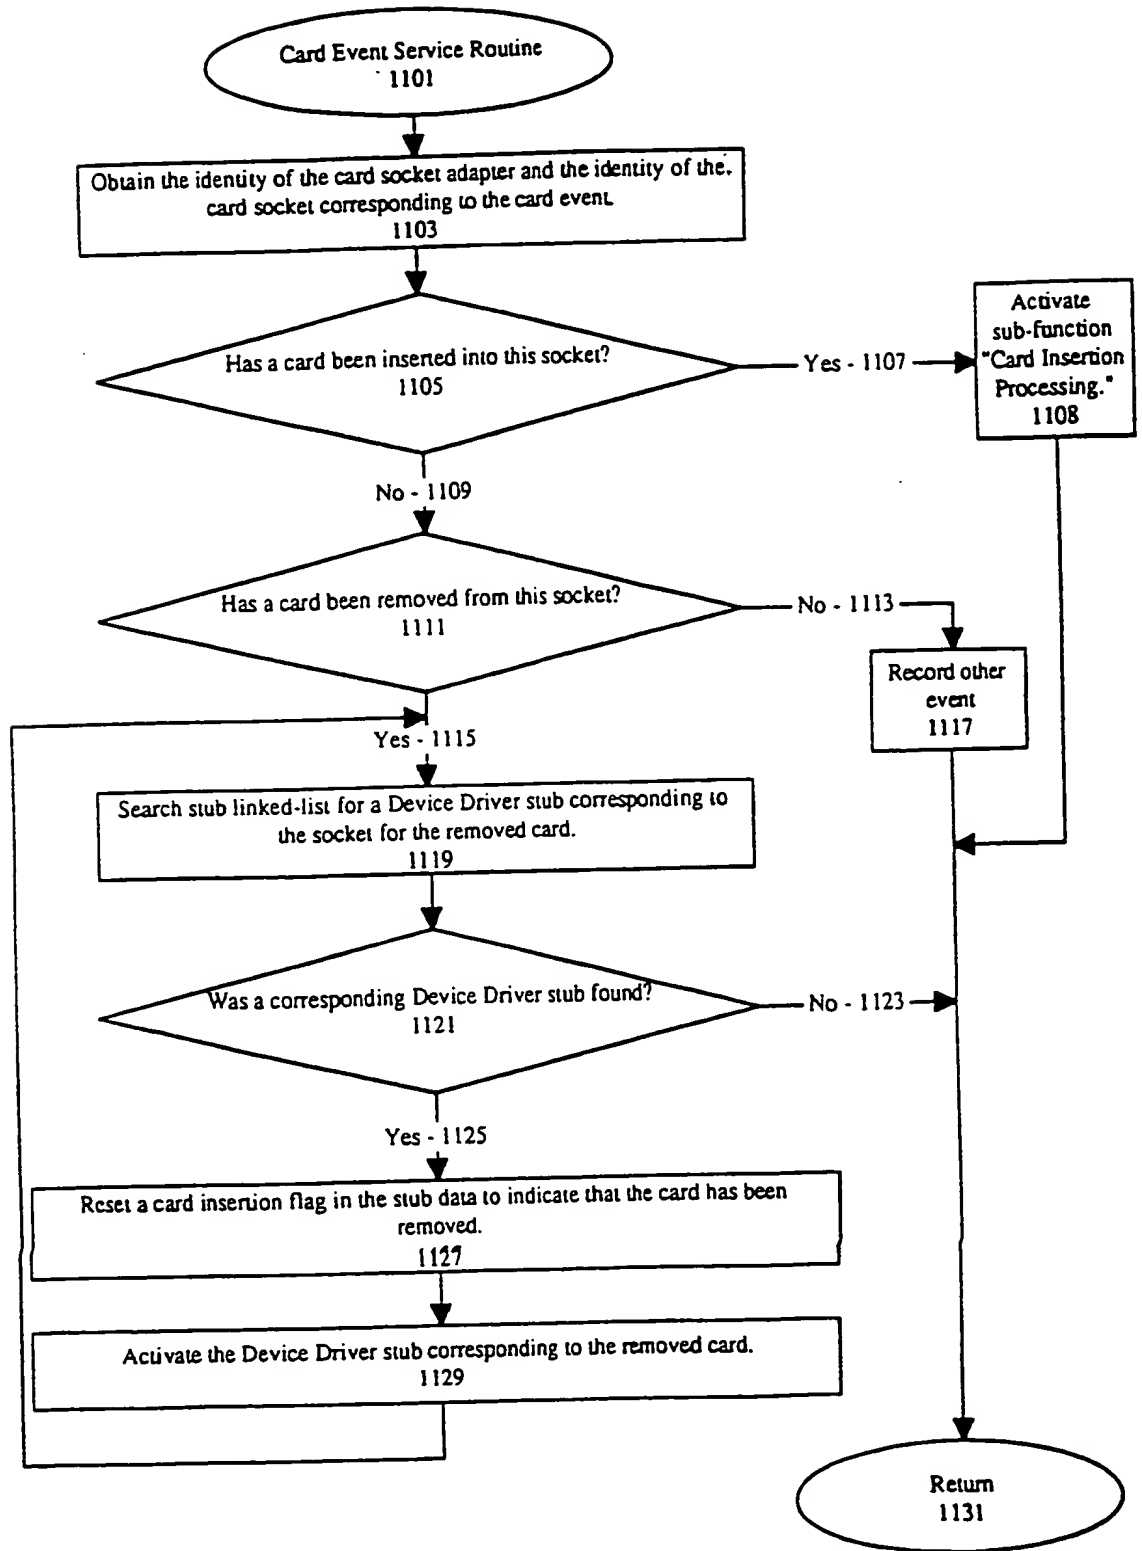 Card Event Service Routine
1101
Obtain the identity of the card socket adapter and the identity of the.
card socket corresponding to the card event.
1103
Has a card been inserted into this socket?
1105
Yes - 1107
Activate
sub-function
"Card Insertion
Processing."
1108
No - 1109
Has a card been removed from this socket?
1111
No - 1113
Record other
event
1117
Yes - 1115
Search stub linked-list for a Device Driver stub corresponding to
the socket for the removed card.
1119
Was a corresponding Device Driver stub found?
1121
No - 1123
Yes - 1125
Reset a card insertion flag in the stub data to indicate that the card has been
removed.
1127
Activate the Device Driver stub corresponding to the removed card.
1129
Return
1131